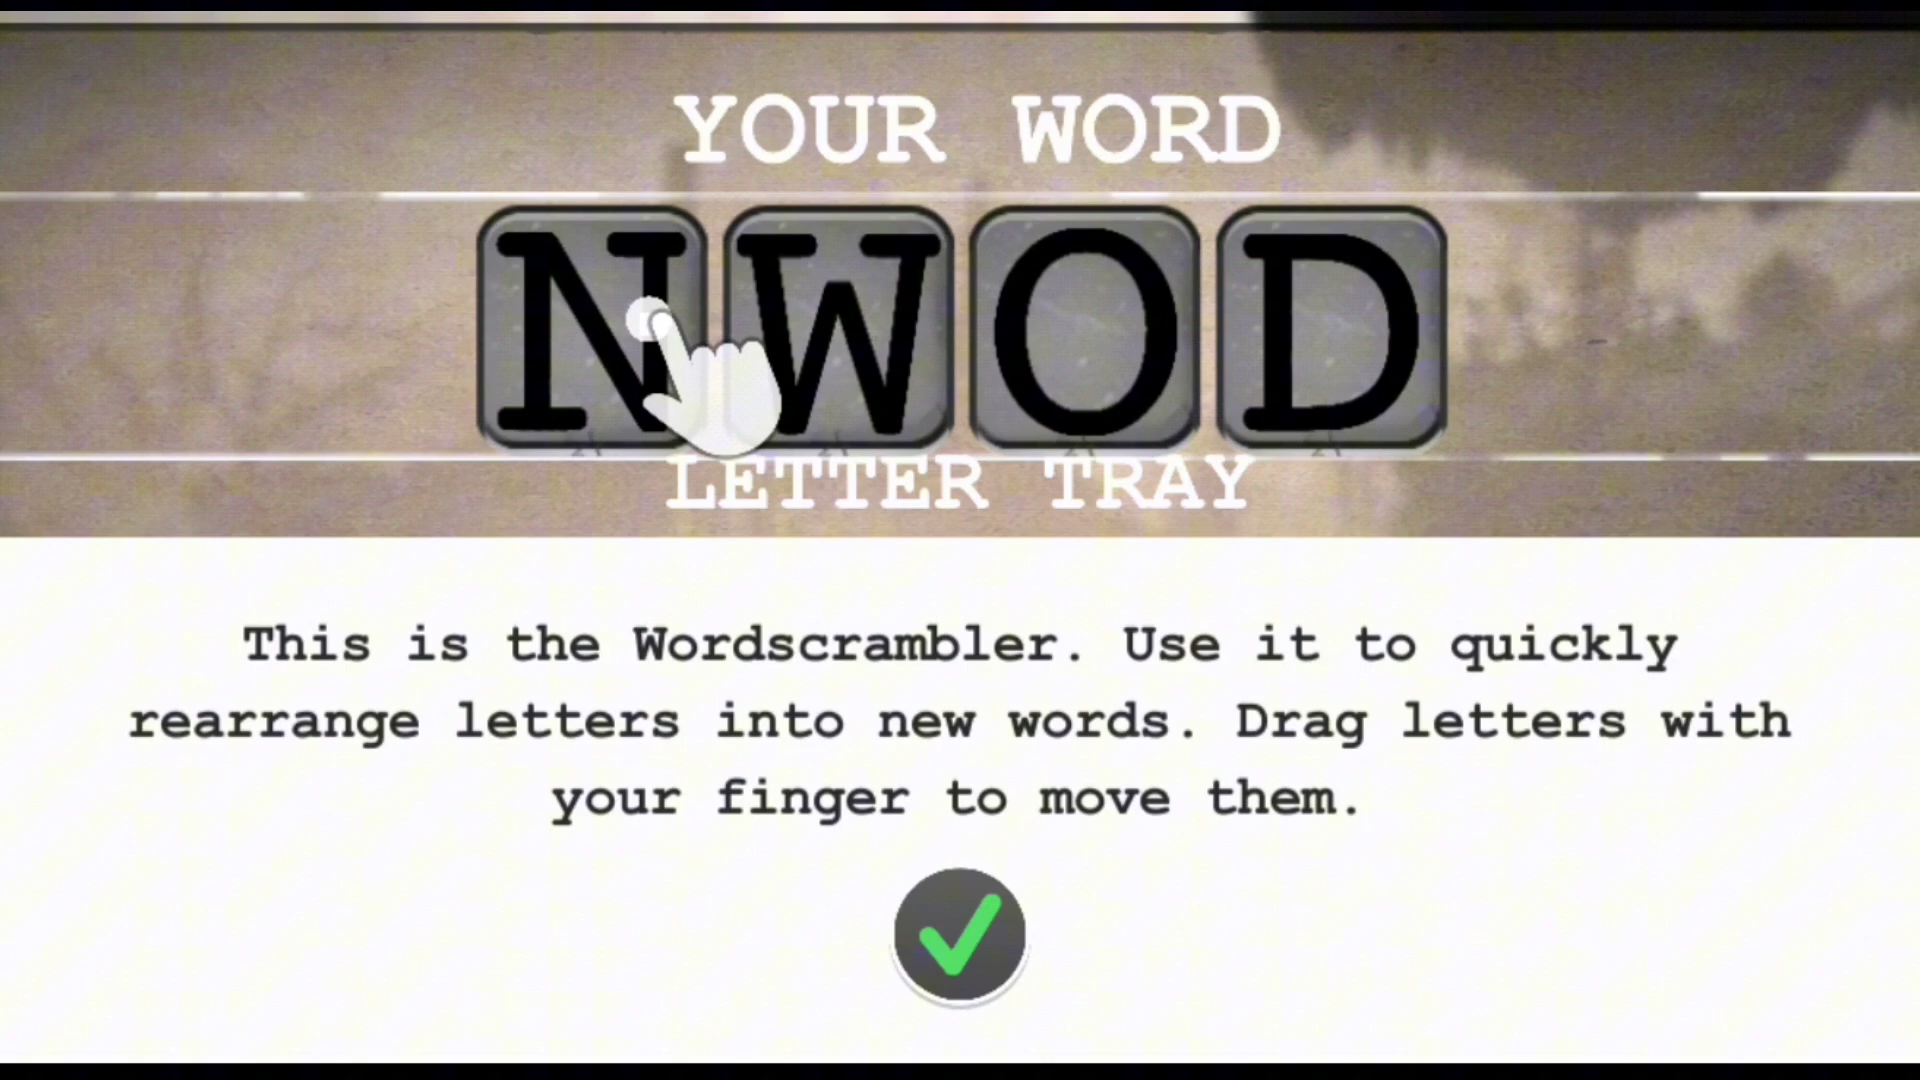 YOUR WORD
NWOD
LETTER TRAY
This is the Wordscrambler. Use it to quickly
rearrange letters into new words. Drag letters with
your finger to move them.